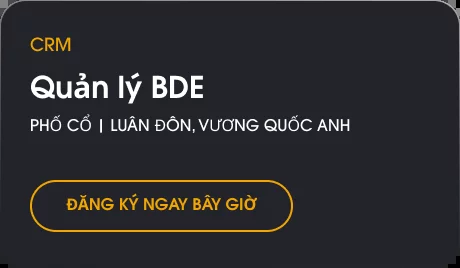 CRM
Quản lý BDE
PHỐ CỔ | LUÂN ĐÔN, VƯƠNG QUỐC ANH
ĐĂNG KÝ NGAY BÂY GIỜ